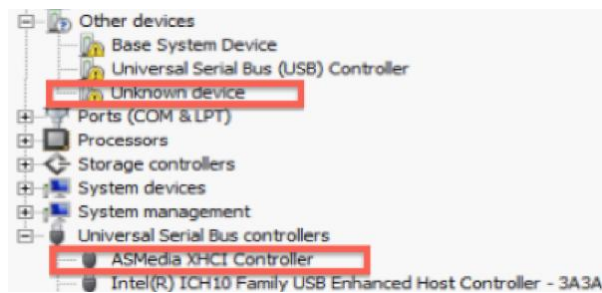 Other devices
Base System Device
Universal Serial Bus (USB) Controller
Unknown device
Ports (COM & LPT)
Processors
Storage controllers
System devices
System management
Universal Serial Bus controllers
ASMedia XHCI Controller
Intel(R) ICH10 Family USB Enhanced Host Controller - 3A3A